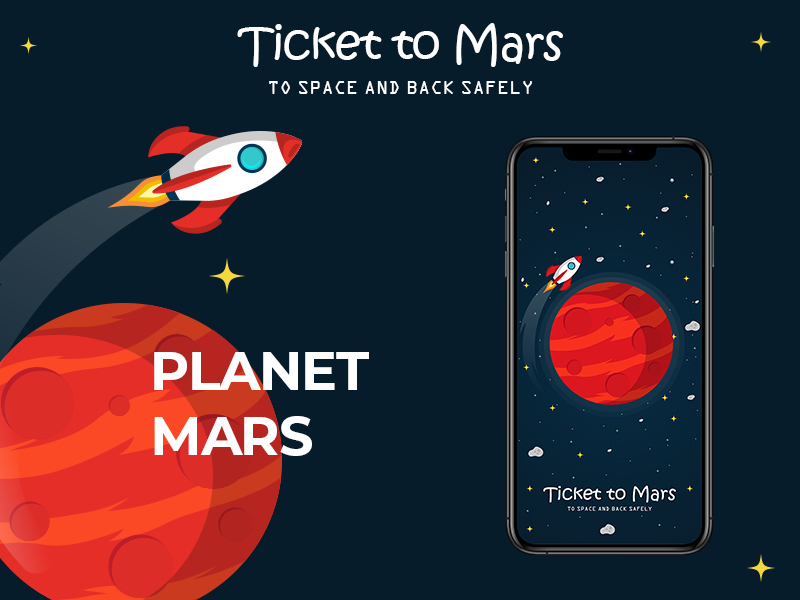 Ticket to Mars
TO SPACE AND BACK SAFELY
PLANET
MARS
Ticket to Mars
TO SPACE AND BACK SAFELY